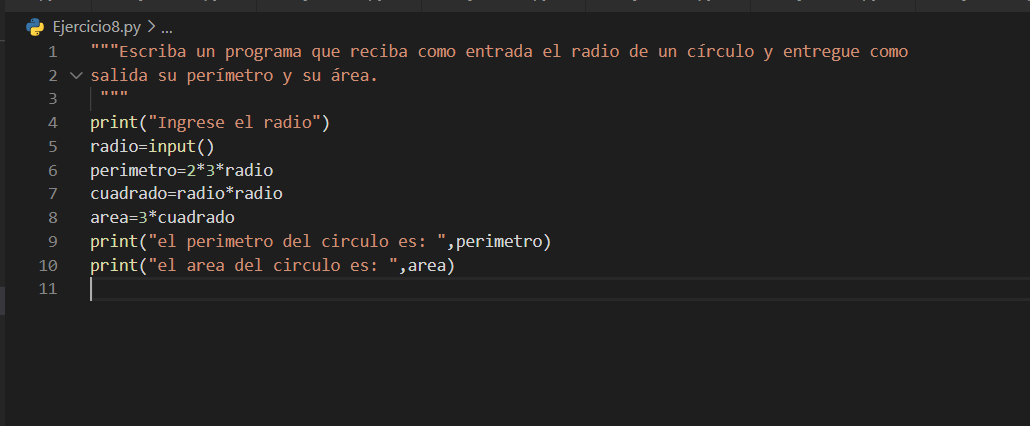 Ejercicio8.py > ...
1 """Escriba un programa que reciba como entrada el radio de un círculo y entregue como
2 salida su perímetro y su área.
3 """
4 print("Ingrese el radio")
5 radio=input()
6 perimetro=2*3*radio
7 cuadrado=radio*radio
8 area=3*cuadrado
9 print("el perimetro del circulo es: ",perimetro)
10 print("el area del circulo es: ",area)
11